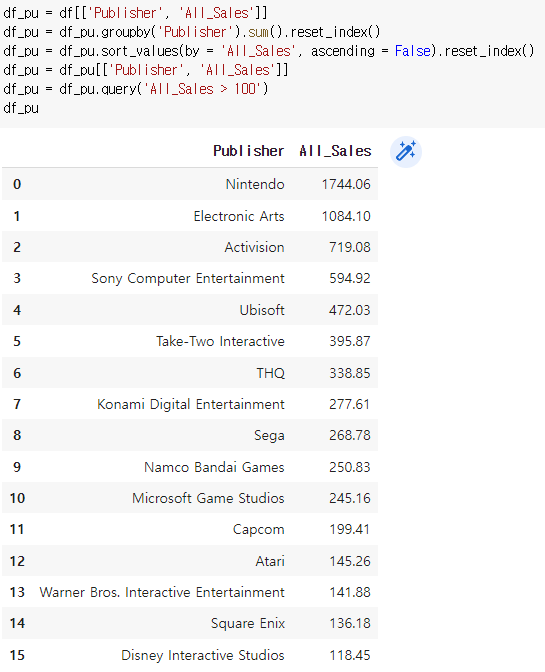 df_pu = df[['Publisher', 'All_Sales']]
df_pu = df_pu.groupby('Publisher').sum().reset_index()
df_pu = df_pu.sort_values(by = 'All_Sales', ascending = False).reset_index()
df_pu = df_pu[['Publisher', 'All_Sales']]
df_pu = df_pu.query('All_Sales > 100')
df_pu
Publisher All_Sales
0 Nintendo 1744.06
1 Electronic Arts 1084.10
2 Activision 719.08
3 Sony Computer Entertainment 594.92
4 Ubisoft 472.03
5 Take-Two Interactive 395.87
6 THQ 338.85
7 Konami Digital Entertainment 277.61
8 Sega 268.78
9 Namco Bandai Games 250.83
10 Microsoft Game Studios 245.16
11 Capcom 199.41
12 Atari 145.26
13 Warner Bros. Interactive Entertainment 141.88
14 Square Enix 136.18
15 Disney Interactive Studios 118.45